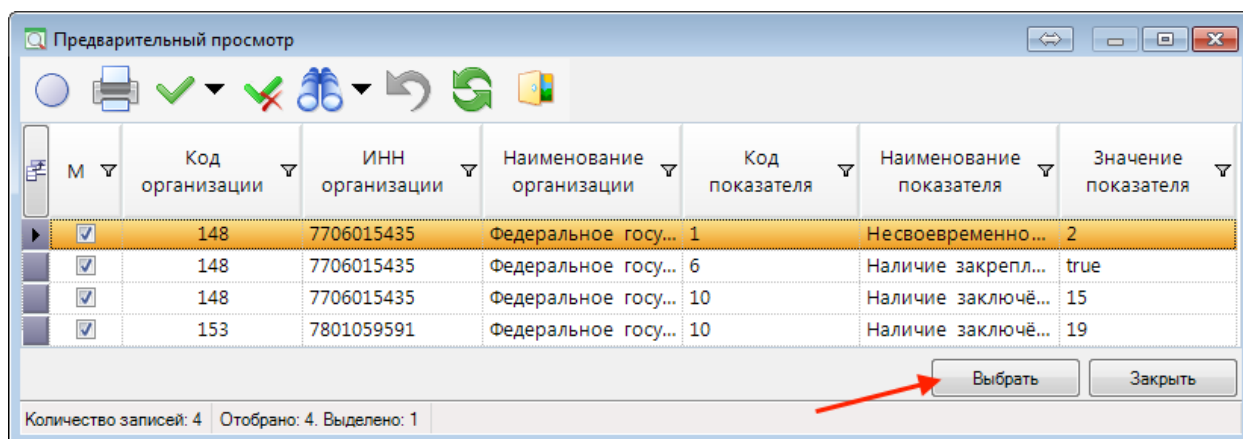 Предварительный просмотр
М
Код организации
ИНН организации
Наименование организации
Код показателя
Наименование показателя
Значение показателя
148 7706015435 Федеральное госу... 1 Несвоевременно... 2
148 7706015435 Федеральное госу... 6 Наличие закрепл... true
148 7706015435 Федеральное госу... 10 Наличие заключё... 15
153 7801059591 Федеральное госу... 10 Наличие заключё... 19
Выбрать Закрыть
Количество записей: 4 Отобрано: 4. Выделено: 1